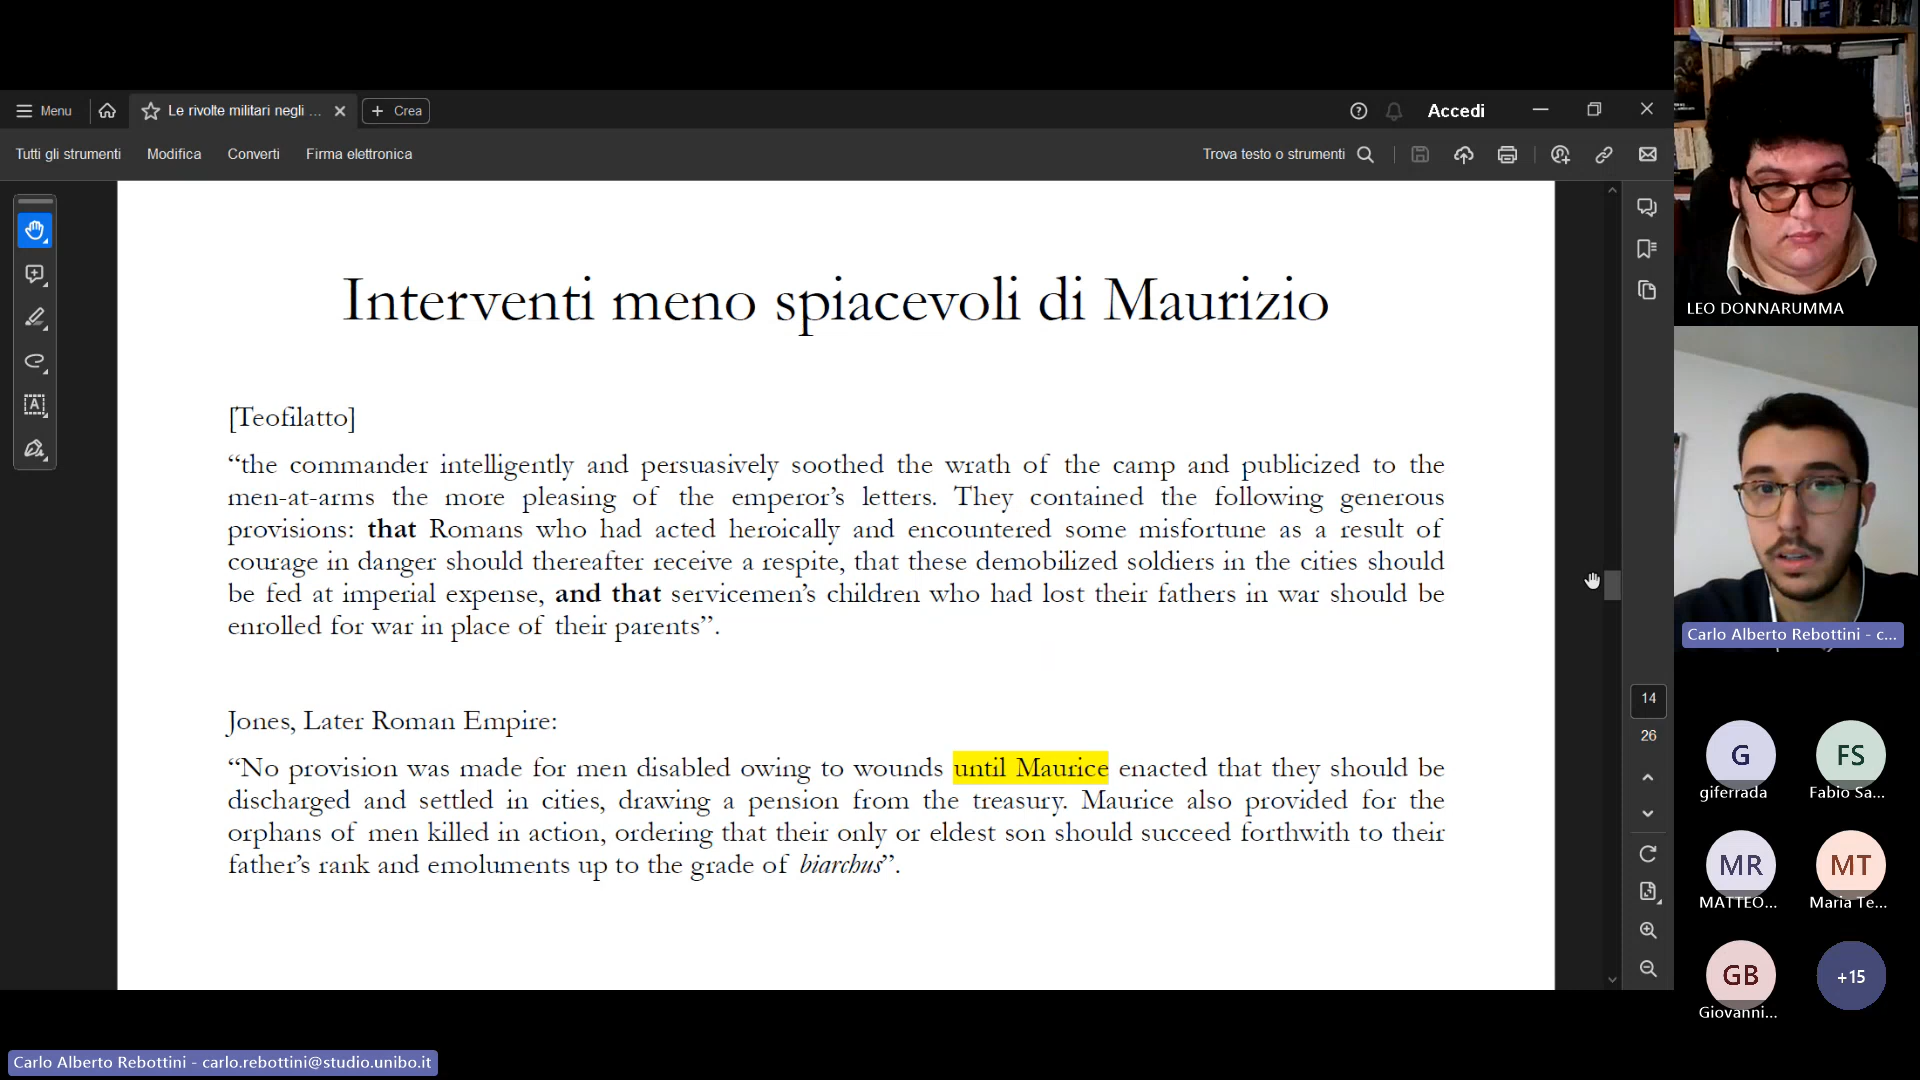 Menu
Le rivolte militari negli ...
Crea
Accedi
Tutti gli strumenti
Modifica
Converti
Firma elettronica
Trova testo o strumenti
Interventi meno spiacevoli di Maurizio
[Teofilatto]
“the commander intelligently and persuasively soothed the wrath of the camp and publicized to the
men-at-arms the more pleasing of the emperor’s letters. They contained the following generous
provisions: that Romans who had acted heroically and encountered some misfortune as a result of
courage in danger should thereafter receive a respite, that these demobilized soldiers in the cities should
be fed at imperial expense, and that servicemen’s children who had lost their fathers in war should be
enrolled for war in place of their parents”.
Jones, Later Roman Empire:
“No provision was made for men disabled owing to wounds until Maurice enacted that they should be
discharged and settled in cities, drawing a pension from the treasury. Maurice also provided for the
orphans of men killed in action, ordering that their only or eldest son should succeed forthwith to their
father’s rank and emoluments up to the grade of biarchus”.
14
26
LEO DONNARUMMA
Carlo Alberto Rebottini - c...
G
giferrada
FS
Fabio Sa...
MR
MATTEO...
MT
Maria Te...
GB
Giovanni...
+15
Carlo Alberto Rebottini - carlo.rebottini@studio.unibo.it